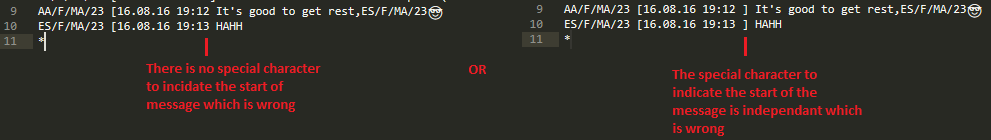 9 AA/F/MA/23 [16.08.16 19:12 It's good to get rest,ES/F/MA/23😎
10 ES/F/MA/23 [16.08.16 19:13 HAHH
11 *
There is no special character
to incidate the start of
message which is wrong
OR
9 AA/F/MA/23 [16.08.16 19:12 ] It's good to get rest,ES/F/MA/23😎
10 ES/F/MA/23 [16.08.16 19:13 ] HAHH
11 *
The special character to
indicate the start of the
message is independant which
is wrong